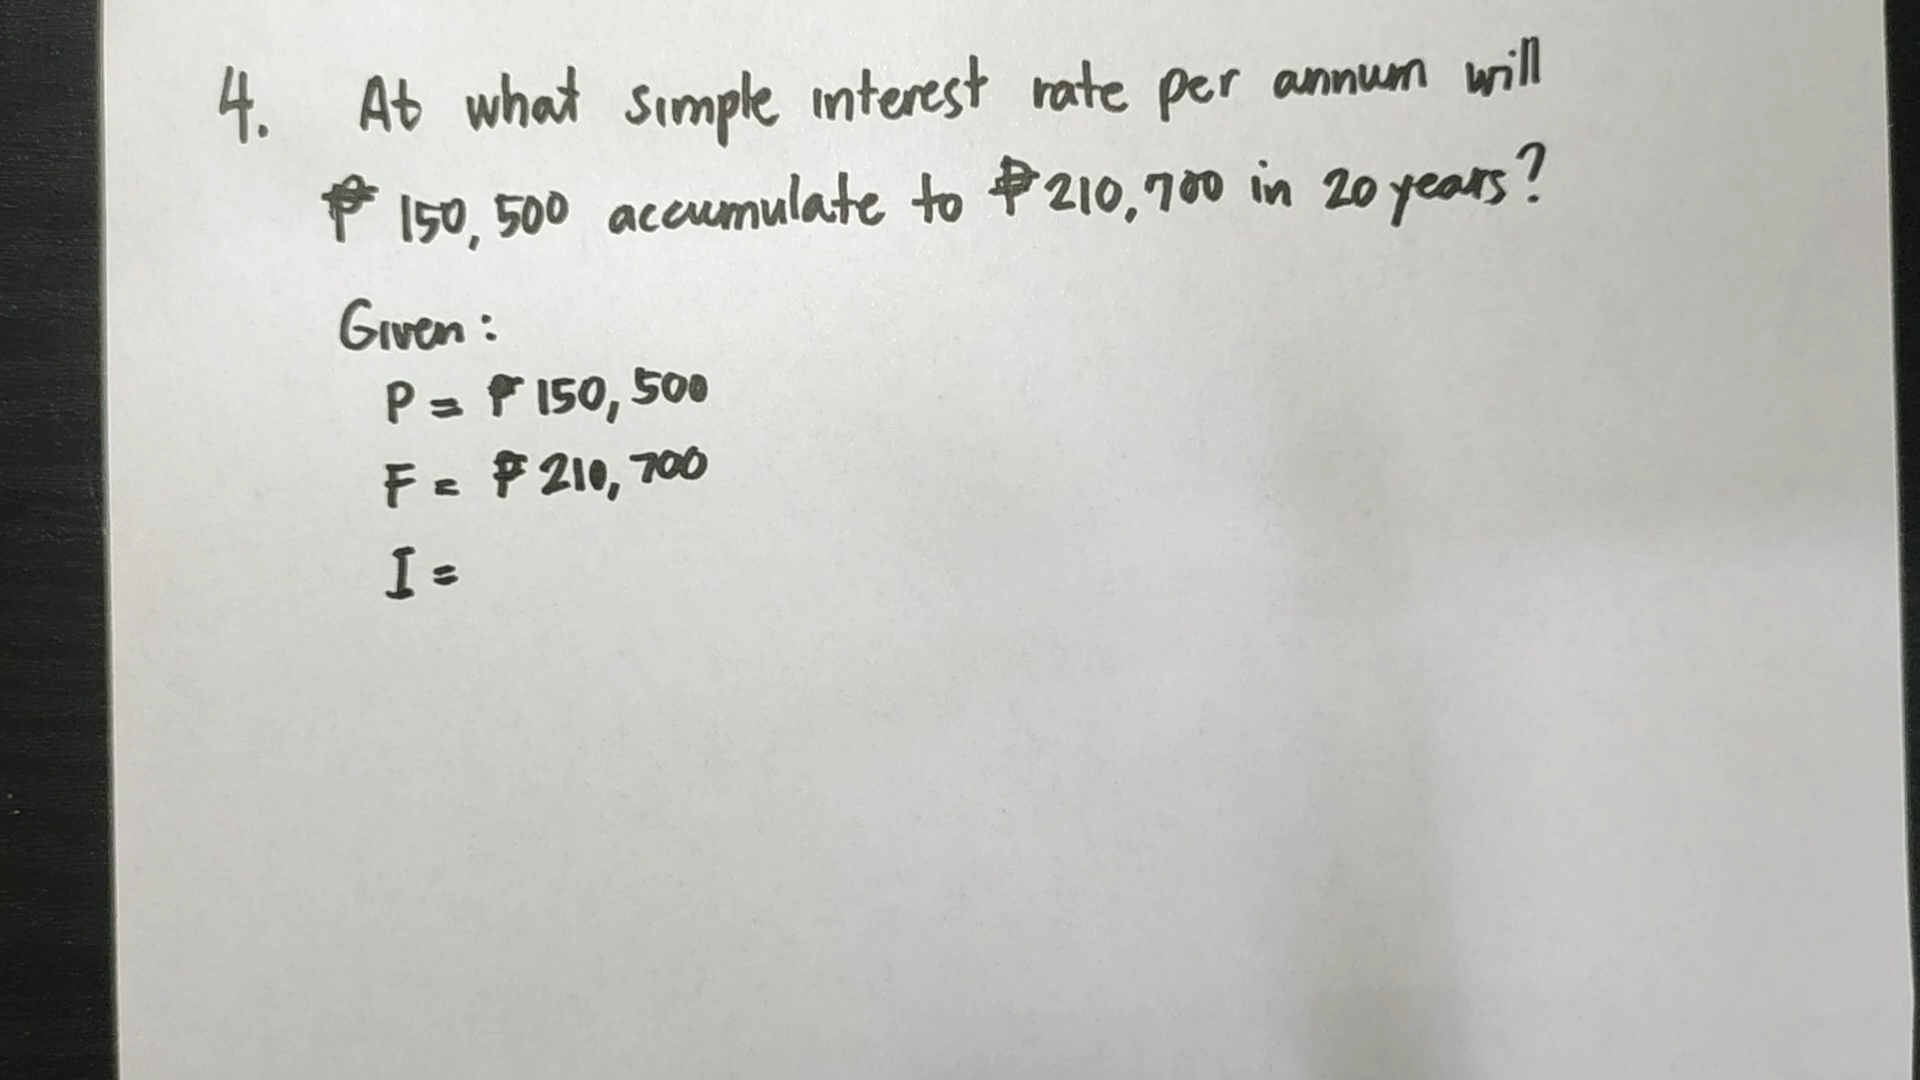 4. At what simple interest rate per annum will
₱ 150, 500 accumulate to ₱ 210, 700 in 20 years?
Given :
P = ₱ 150, 500
F = ₱ 210, 700
I =